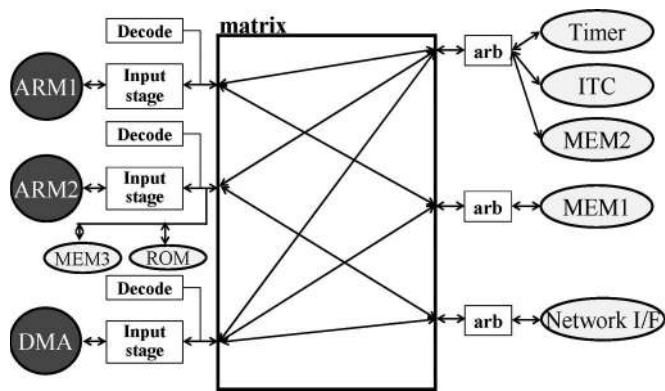 matrix
Decode
Timer
ARM1
Input
stage
arb
ITC
MEM2
Decode
ARM2
Input
stage
arb
MEM1
MEM3
ROM
Decode
DMA
Input
stage
arb
Network I/F